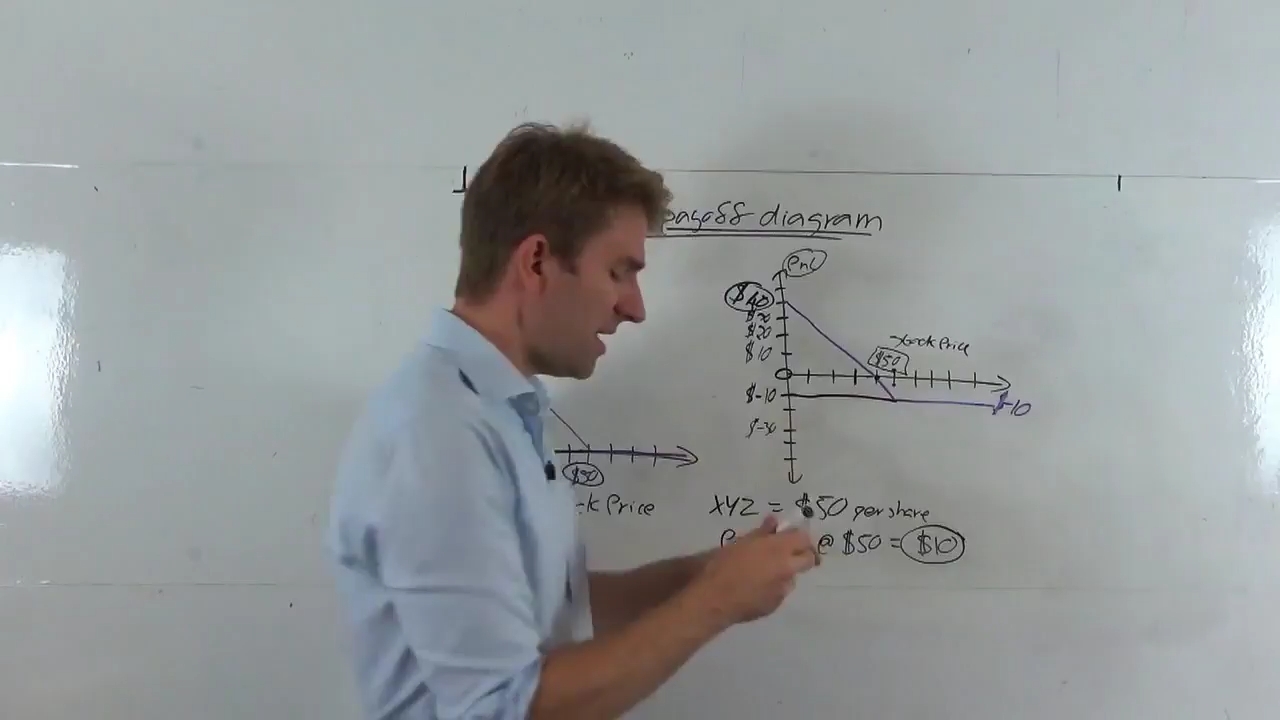 payoff diagram
PnL
$40
$30
$20
$10
0
$-10
$-30
Stock Price
$50
$-10
$50
ck Price
XYZ = $50 per share
P @ $50 = $10